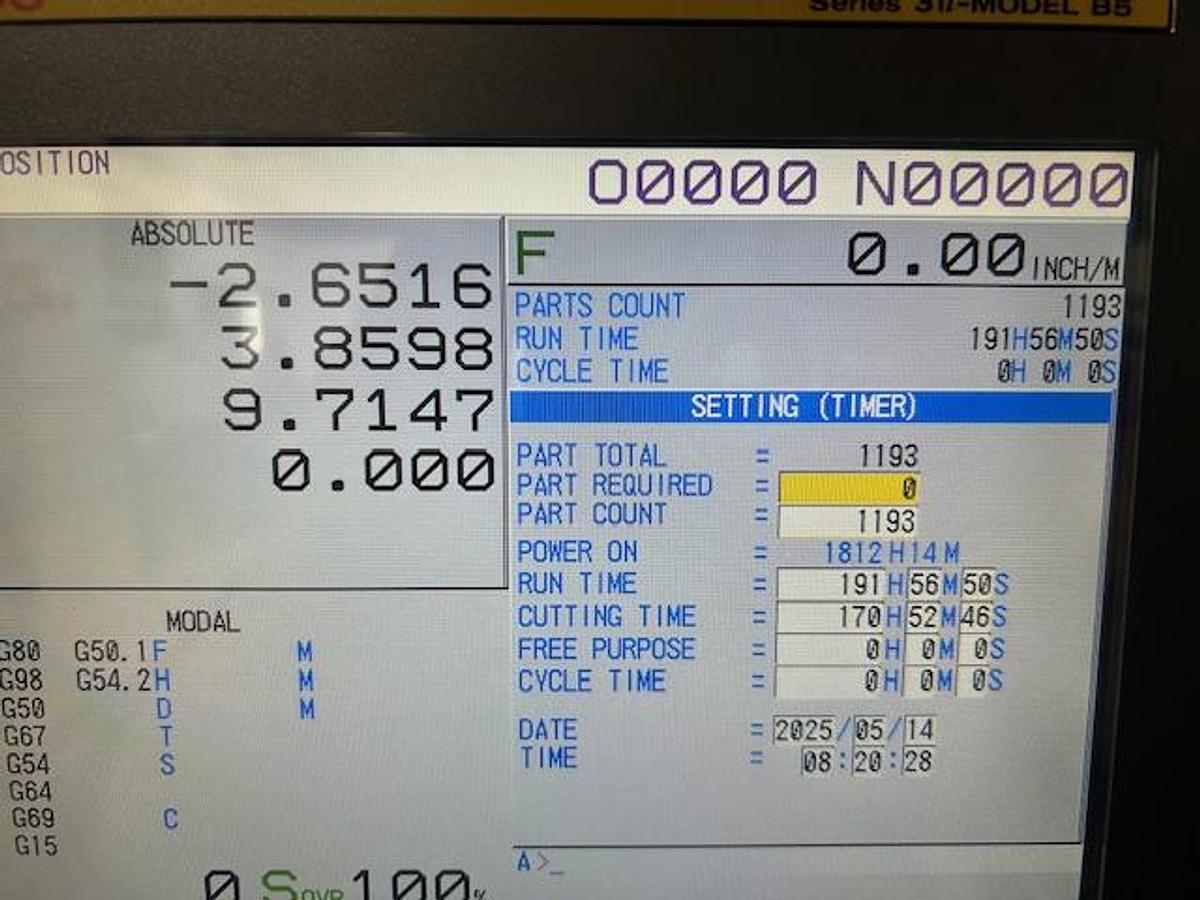 Series 31i-MODEL B5
OSITION
O0000 N00000
ABSOLUTE
-2.6516
3.8598
9.7147
0.000
F 0.00 INCH/M
PARTS COUNT 1193
RUN TIME 191H56M50S
CYCLE TIME 0H 0M 0S
SETTING (TIMER)
PART TOTAL = 1193
PART REQUIRED = 0
PART COUNT = 1193
POWER ON = 1812H14M
RUN TIME = 191H56M50S
CUTTING TIME = 170H52M46S
FREE PURPOSE = 0H 0M 0S
CYCLE TIME = 0H 0M 0S
DATE = 2025/05/14
TIME = 08:20:28
MODAL
G80 G50.1 F M
G98 G54.2 H M
G50 D M
G67 T
G54 S
G64
G69 C
G15
0 SOVR 100%
A>_